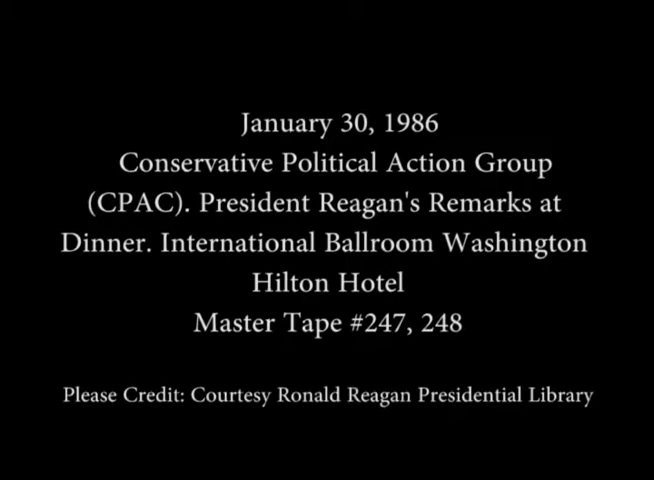 January 30, 1986
Conservative Political Action Group
(CPAC). President Reagan's Remarks at
Dinner. International Ballroom Washington
Hilton Hotel
Master Tape #247, 248
Please Credit: Courtesy Ronald Reagan Presidential Library